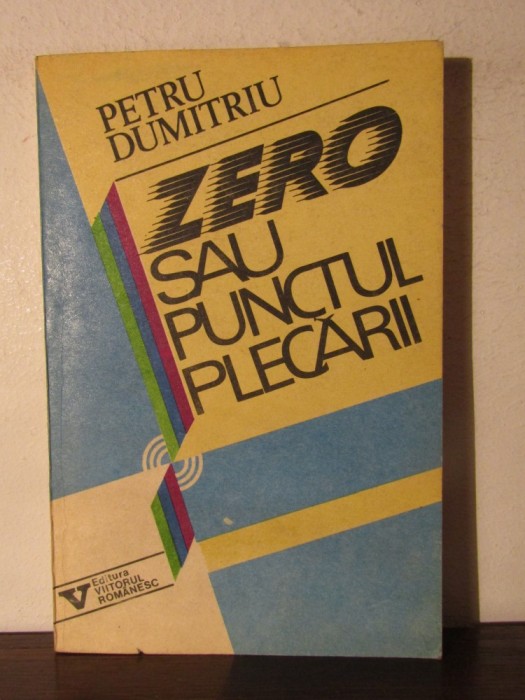 PETRU
DUMITRIU
ZERO
SAU
PUNCTUL
PLECĂRII
V
Editura
VIITORUL
ROMÂNESC